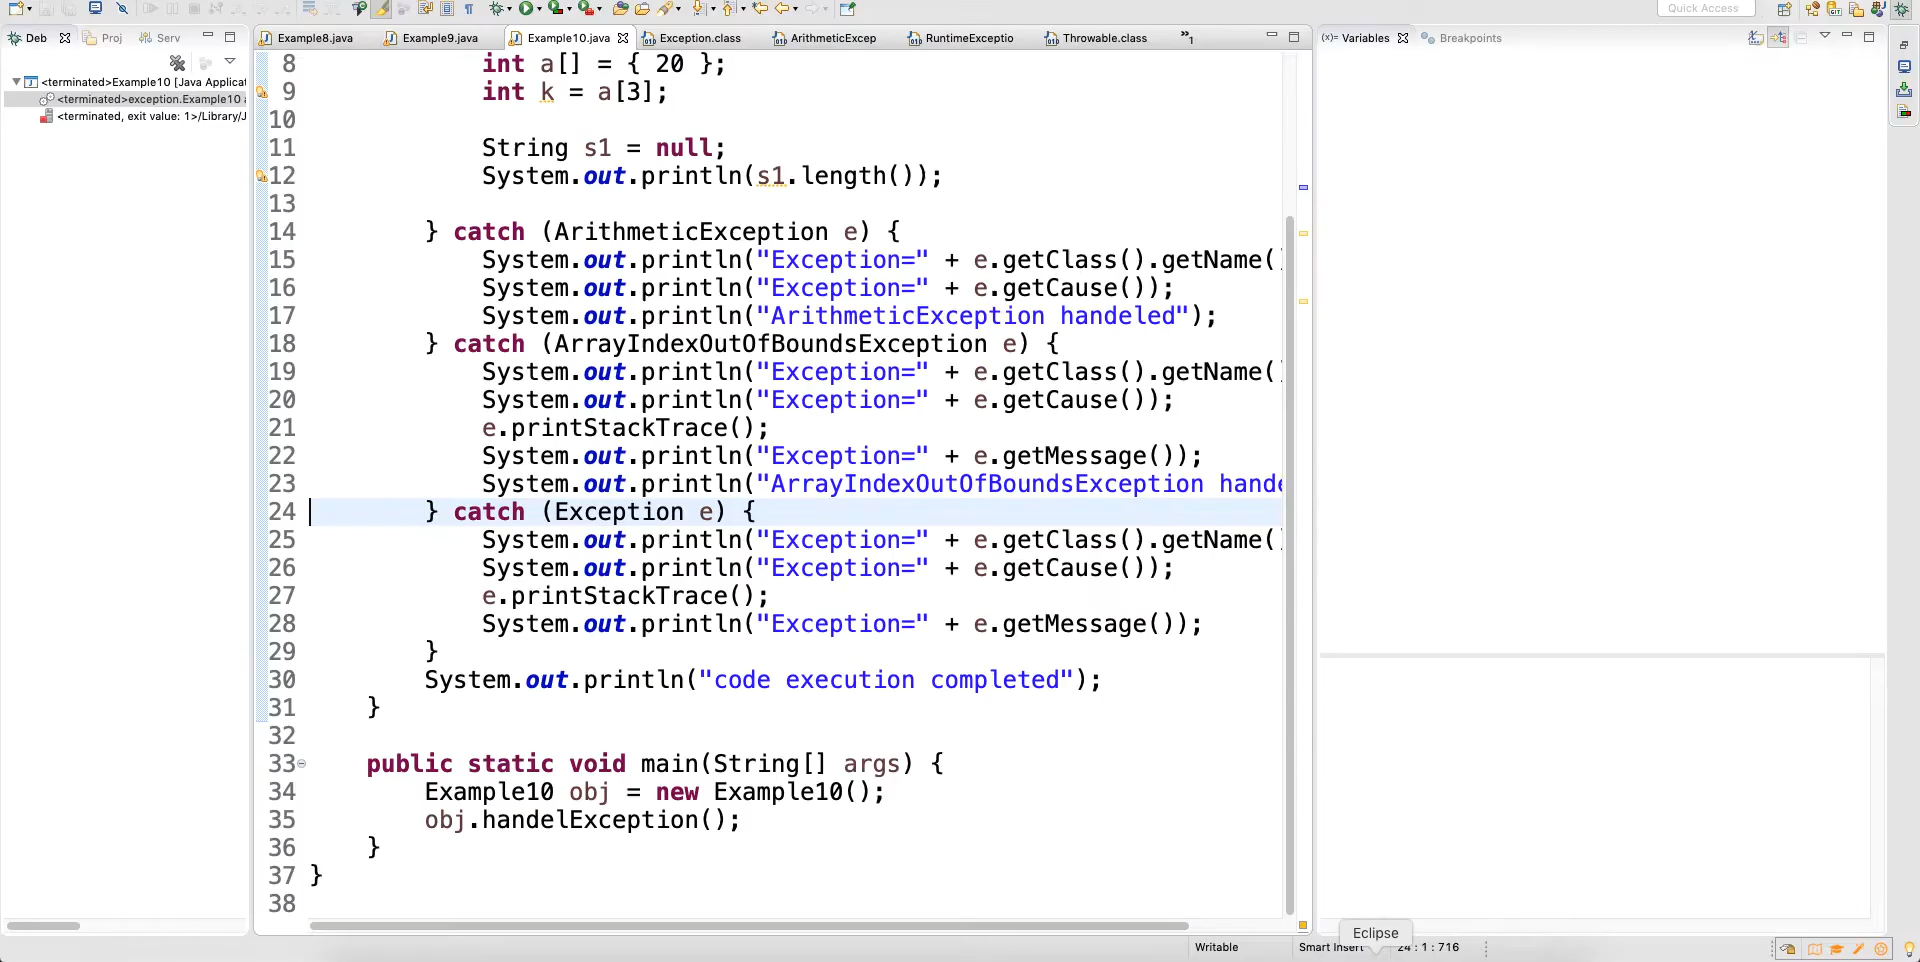 Quick Access
Deb Proj Serv
Example8.java Example9.java Example10.java Exception.class ArithmeticExcep RuntimeExceptio Throwable.class »1
(x)= Variables Breakpoints
<terminated>Example10 [Java Applicat
<terminated>exception.Example10 a
<terminated, exit value: 1>/Library/J
8 int a[] = { 20 };
9 int k = a[3];
10
11 String s1 = null;
12 System.out.println(s1.length());
13
14 } catch (ArithmeticException e) {
15 System.out.println("Exception=" + e.getClass().getName()
16 System.out.println("Exception=" + e.getCause());
17 System.out.println("ArithmeticException handeled");
18 } catch (ArrayIndexOutOfBoundsException e) {
19 System.out.println("Exception=" + e.getClass().getName()
20 System.out.println("Exception=" + e.getCause());
21 e.printStackTrace();
22 System.out.println("Exception=" + e.getMessage());
23 System.out.println("ArrayIndexOutOfBoundsException hande
24 } catch (Exception e) {
25 System.out.println("Exception=" + e.getClass().getName()
26 System.out.println("Exception=" + e.getCause());
27 e.printStackTrace();
28 System.out.println("Exception=" + e.getMessage());
29 }
30 System.out.println("code execution completed");
31 }
32
33 public static void main(String[] args) {
34 Example10 obj = new Example10();
35 obj.handelException();
36 }
37 }
38
Eclipse
Writable Smart Insert 24 : 1 : 716